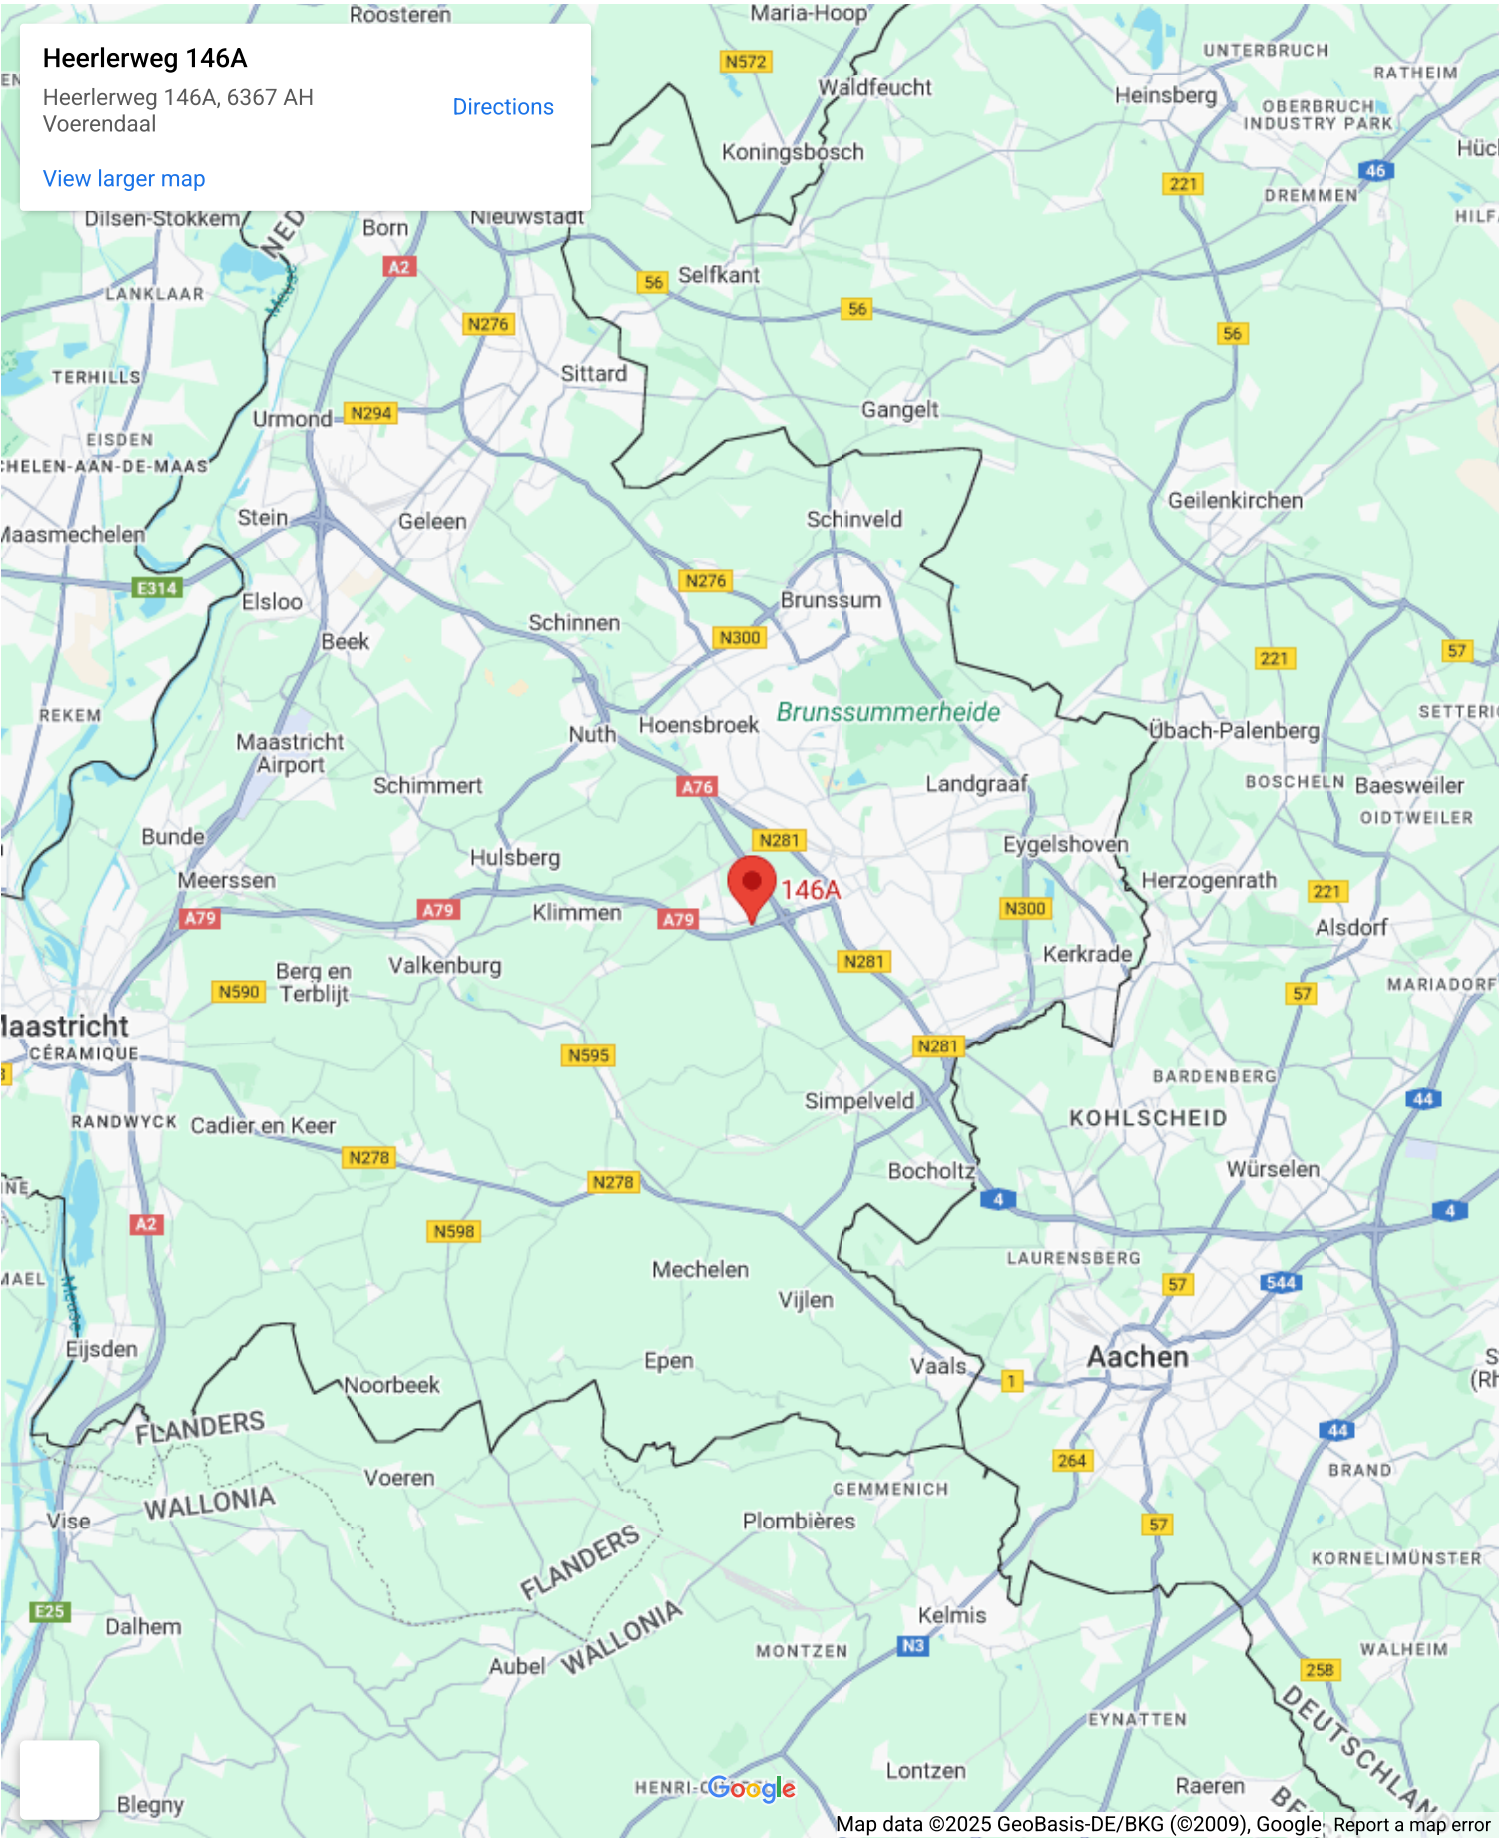 Roosteren
Maria-Hoop
Heerlerweg 146A
Heerlerweg 146A, 6367 AH
Voerendaal
Directions
View larger map
N572
Waldfeucht
UNTERBRUCH
RATHEIM
Heinsberg
OBERBRUCH
INDUSTRY PARK
Koningsbosch
46
221
DREMMEN
Dilsen-Stokkem
NED
Born
Nieuwstadt
A2
Selfkant
56
Meuse
LANKLAAR
56
N276
56
TERHILLS
Sittard
Urmond
N294
Gangelt
EISDEN
CHELEN-AAN-DE-MAAS
Geilenkirchen
Stein
Geleen
Schinveld
Maasmechelen
E314
N276
Elsloo
Brunssum
Schinnen
Beek
N300
57
221
REKEM
Brunssummerheide
Hoensbroek
Nuth
Übach-Palenberg
Maastricht
Airport
Schimmert
A76
Landgraaf
BOSCHELN
Baesweiler
OIDTWEILER
Bunde
N281
Eygelshoven
Hulsberg
Meerssen
146A
Herzogenrath
221
A79
A79
Klimmen
A79
N300
Alsdorf
Valkenburg
N281
Kerkrade
Berg en
Terblijt
N590
57
MARIADORF
Maastricht
CÉRAMIQUE
N595
N281
BARDENBERG
44
Simpelveld
RANDWYCK
Cadier en Keer
KOHLSCHEID
N278
Bocholtz
Würselen
N278
4
4
A2
N598
LAURENSBERG
Mechelen
57
544
Vijlen
Meuse
Eijsden
Epen
Vaals
Aachen
1
Noorbeek
FLANDERS
44
264
BRAND
Voeren
GEMMENICH
WALLONIA
Vise
Plombières
57
FLANDERS
KORNELIMÜNSTER
E25
Dalhem
WALLONIA
Kelmis
N3
MONTZEN
WALHEIM
Aubel
258
EYNATTEN
DEUTSCHLAN
Lontzen
Raeren
Google
Blegny
Map data ©2025 GeoBasis-DE/BKG (©2009), Google
Report a map error